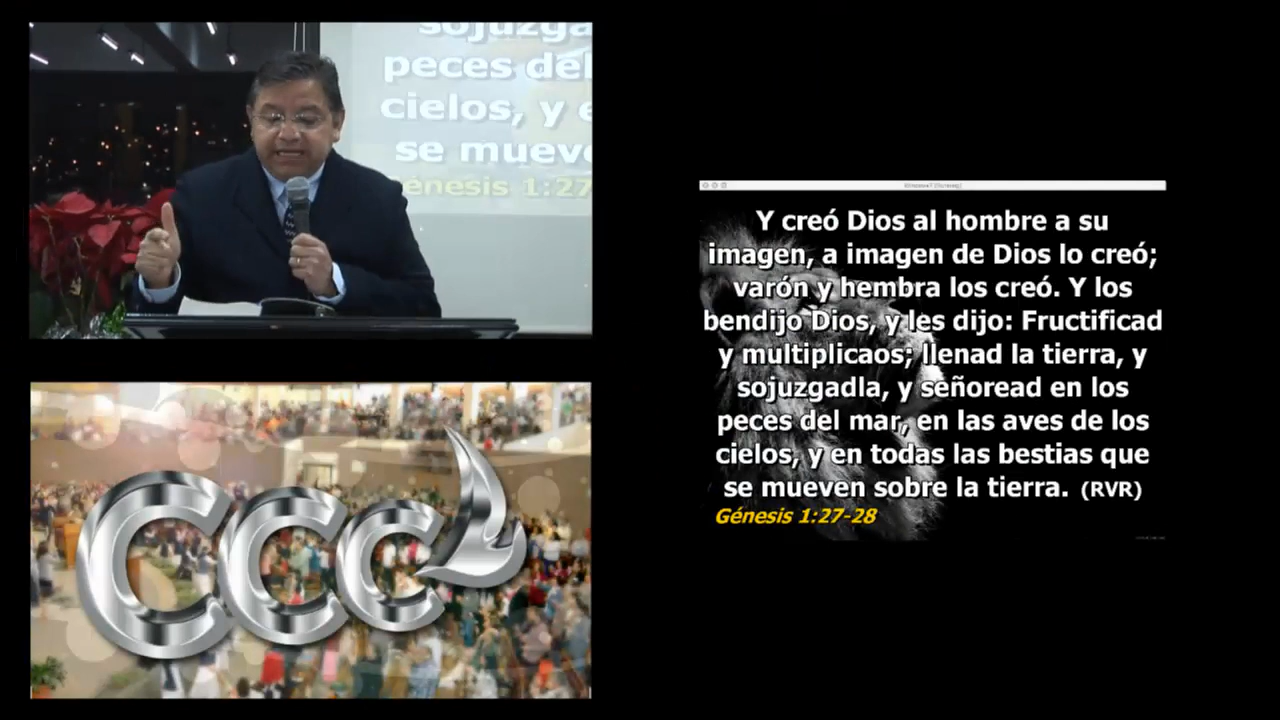 sojuzga
peces del
cielos, y e
se mueve
Génesis 1:27
CCC
Y creó Dios al hombre a su
imagen, a imagen de Dios lo creó;
varón y hembra los creó. Y los
bendijo Dios, y les dijo: Fructificad
y multiplicaos; llenad la tierra, y
sojuzgadla, y señoread en los
peces del mar, en las aves de los
cielos, y en todas las bestias que
se mueven sobre la tierra. (RVR)
Génesis 1:27-28